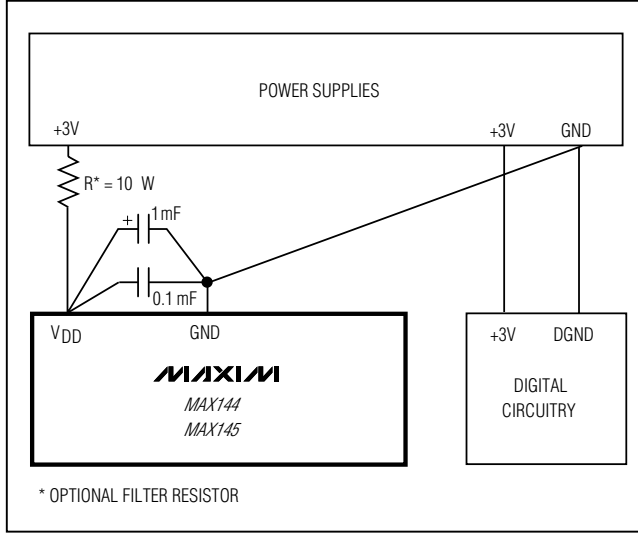 POWER SUPPLIES
+3V
+3V GND
R* = 10 W
+ 1mF
0.1 mF
VDD GND
MAXIM
MAX144
MAX145
+3V DGND
DIGITAL
CIRCUITRY
* OPTIONAL FILTER RESISTOR